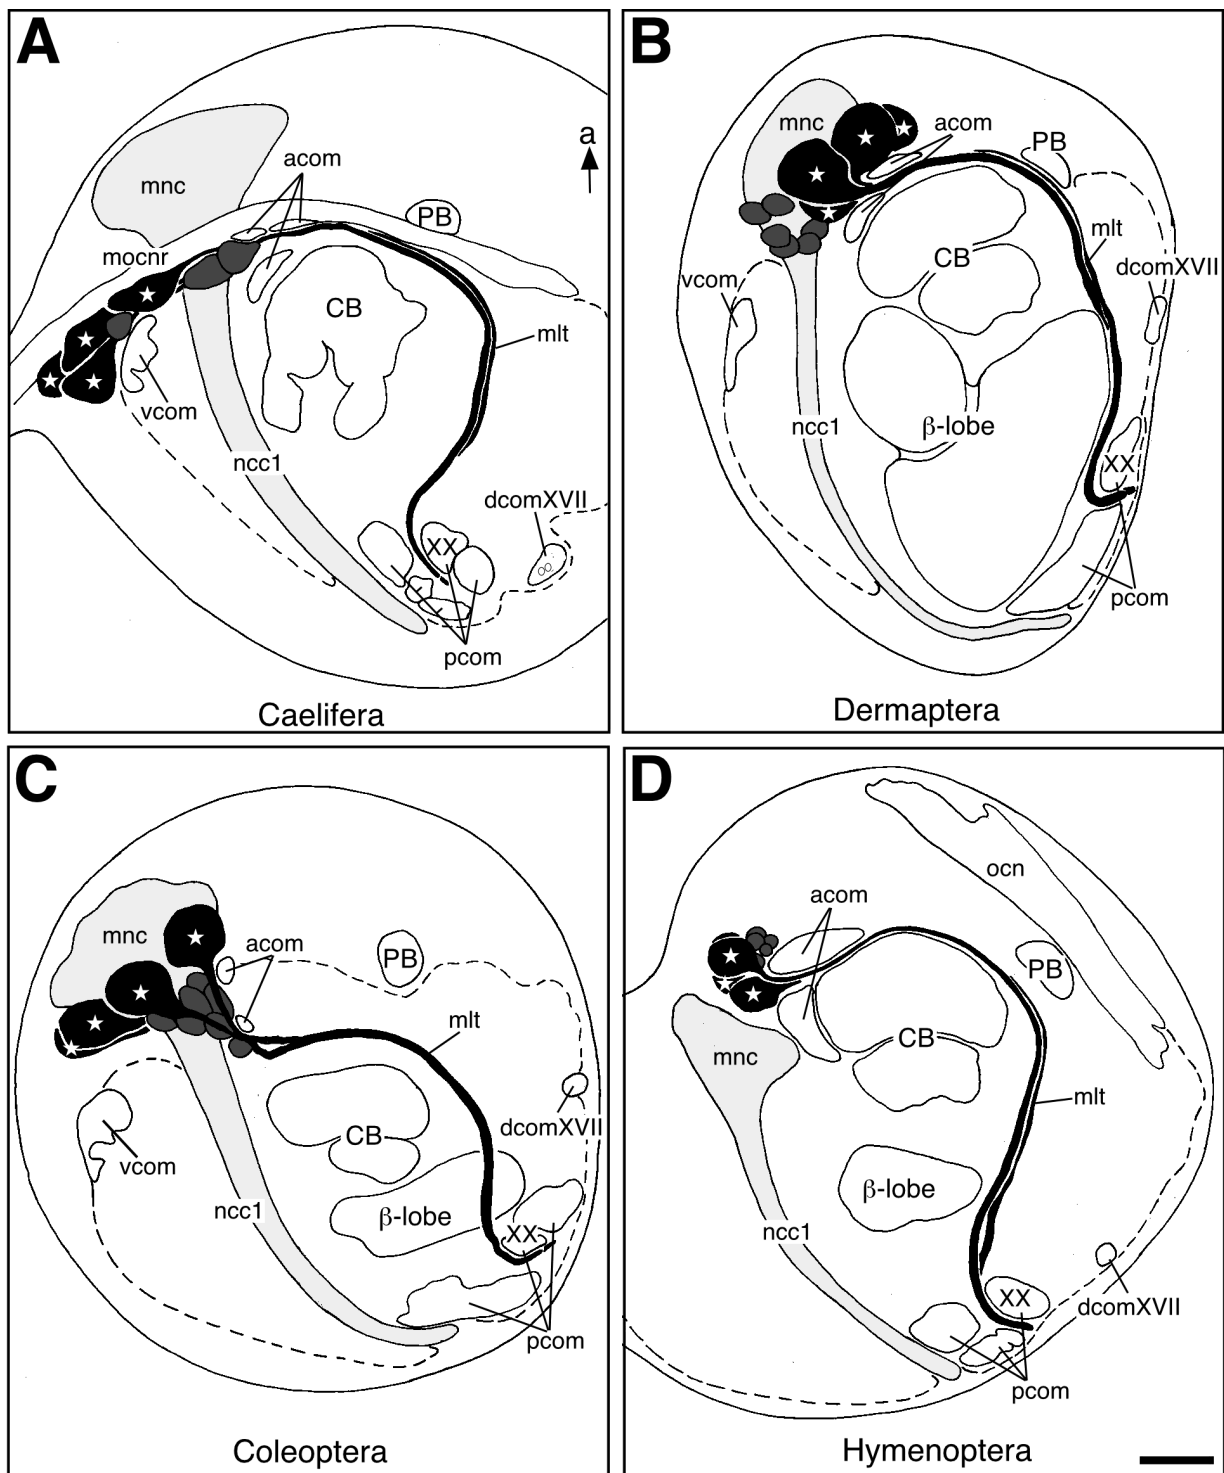 A
a
acom
mnc
PB
mocnr
CB
mlt
vcom
ncc1
dcomXVII
XX
pcom
Caelifera
B
mnc
acom
PB
mlt
CB
dcomXVII
vcom
ncc1
β-lobe
XX
pcom
Dermaptera
C
mnc
acom
PB
mlt
dcomXVII
CB
vcom
ncc1
β-lobe
XX
pcom
Coleoptera
D
ocn
acom
PB
CB
mnc
mlt
β-lobe
ncc1
XX
dcomXVII
pcom
Hymenoptera